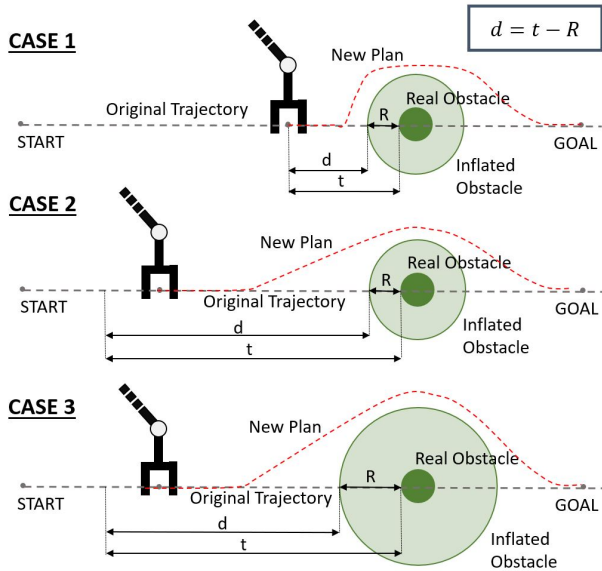 CASE 1
d = t − R
New Plan
Original Trajectory
Real Obstacle
R
START
GOAL
Inflated
Obstacle
d
t
CASE 2
New Plan
Real Obstacle
R
START
Original Trajectory
GOAL
Inflated
Obstacle
d
t
CASE 3
New Plan
Real Obstacle
R
START
Original Trajectory
GOAL
d
t
Inflated
Obstacle